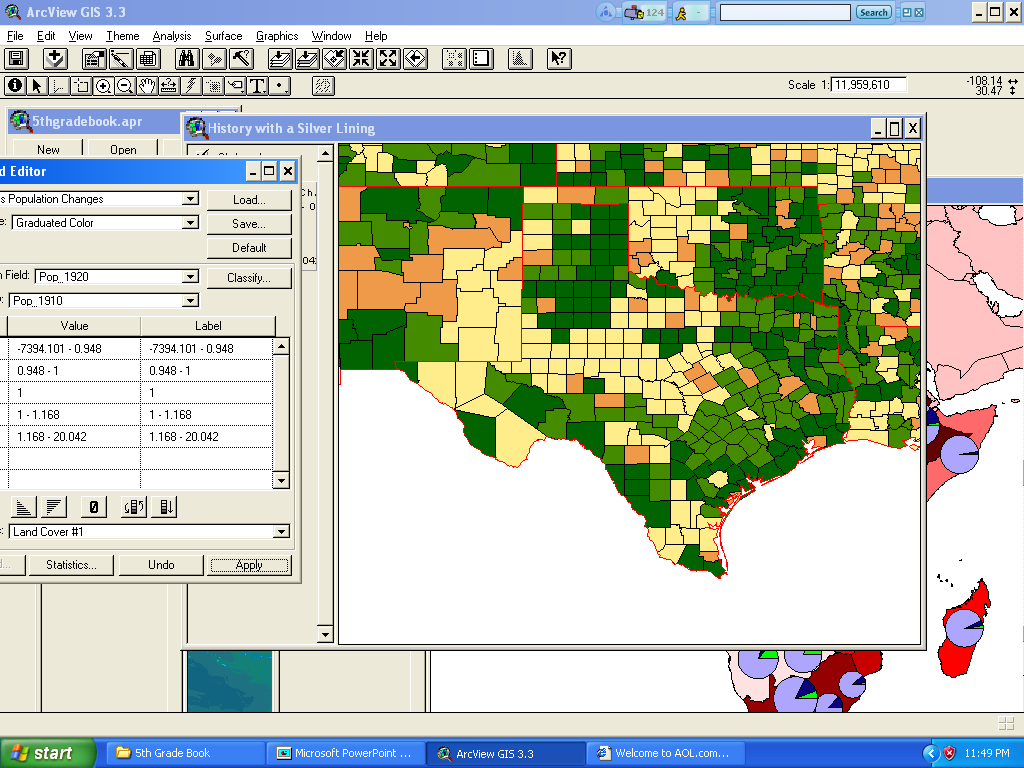 ArcView GIS 3.3
124
Search
File Edit View Theme Analysis Surface Graphics Window Help
Scale 1: 11,959,610
-108.14
30.47
5thgradebook.apr
New Open
History with a Silver Lining
d Editor
s Population Changes
Load...
e: Graduated Color
Save...
Default
n Field: Pop_1920
Classify...
Pop_1910
Value Label
-7394.101 - 0.948 -7394.101 - 0.948
0.948 - 1 0.948 - 1
1 1
1 - 1.168 1 - 1.168
1.168 - 20.042 1.168 - 20.042
Land Cover #1
Statistics... Undo Apply
start
5th Grade Book
Microsoft PowerPoint ...
ArcView GIS 3.3
Welcome to AOL.com...
11:49 PM